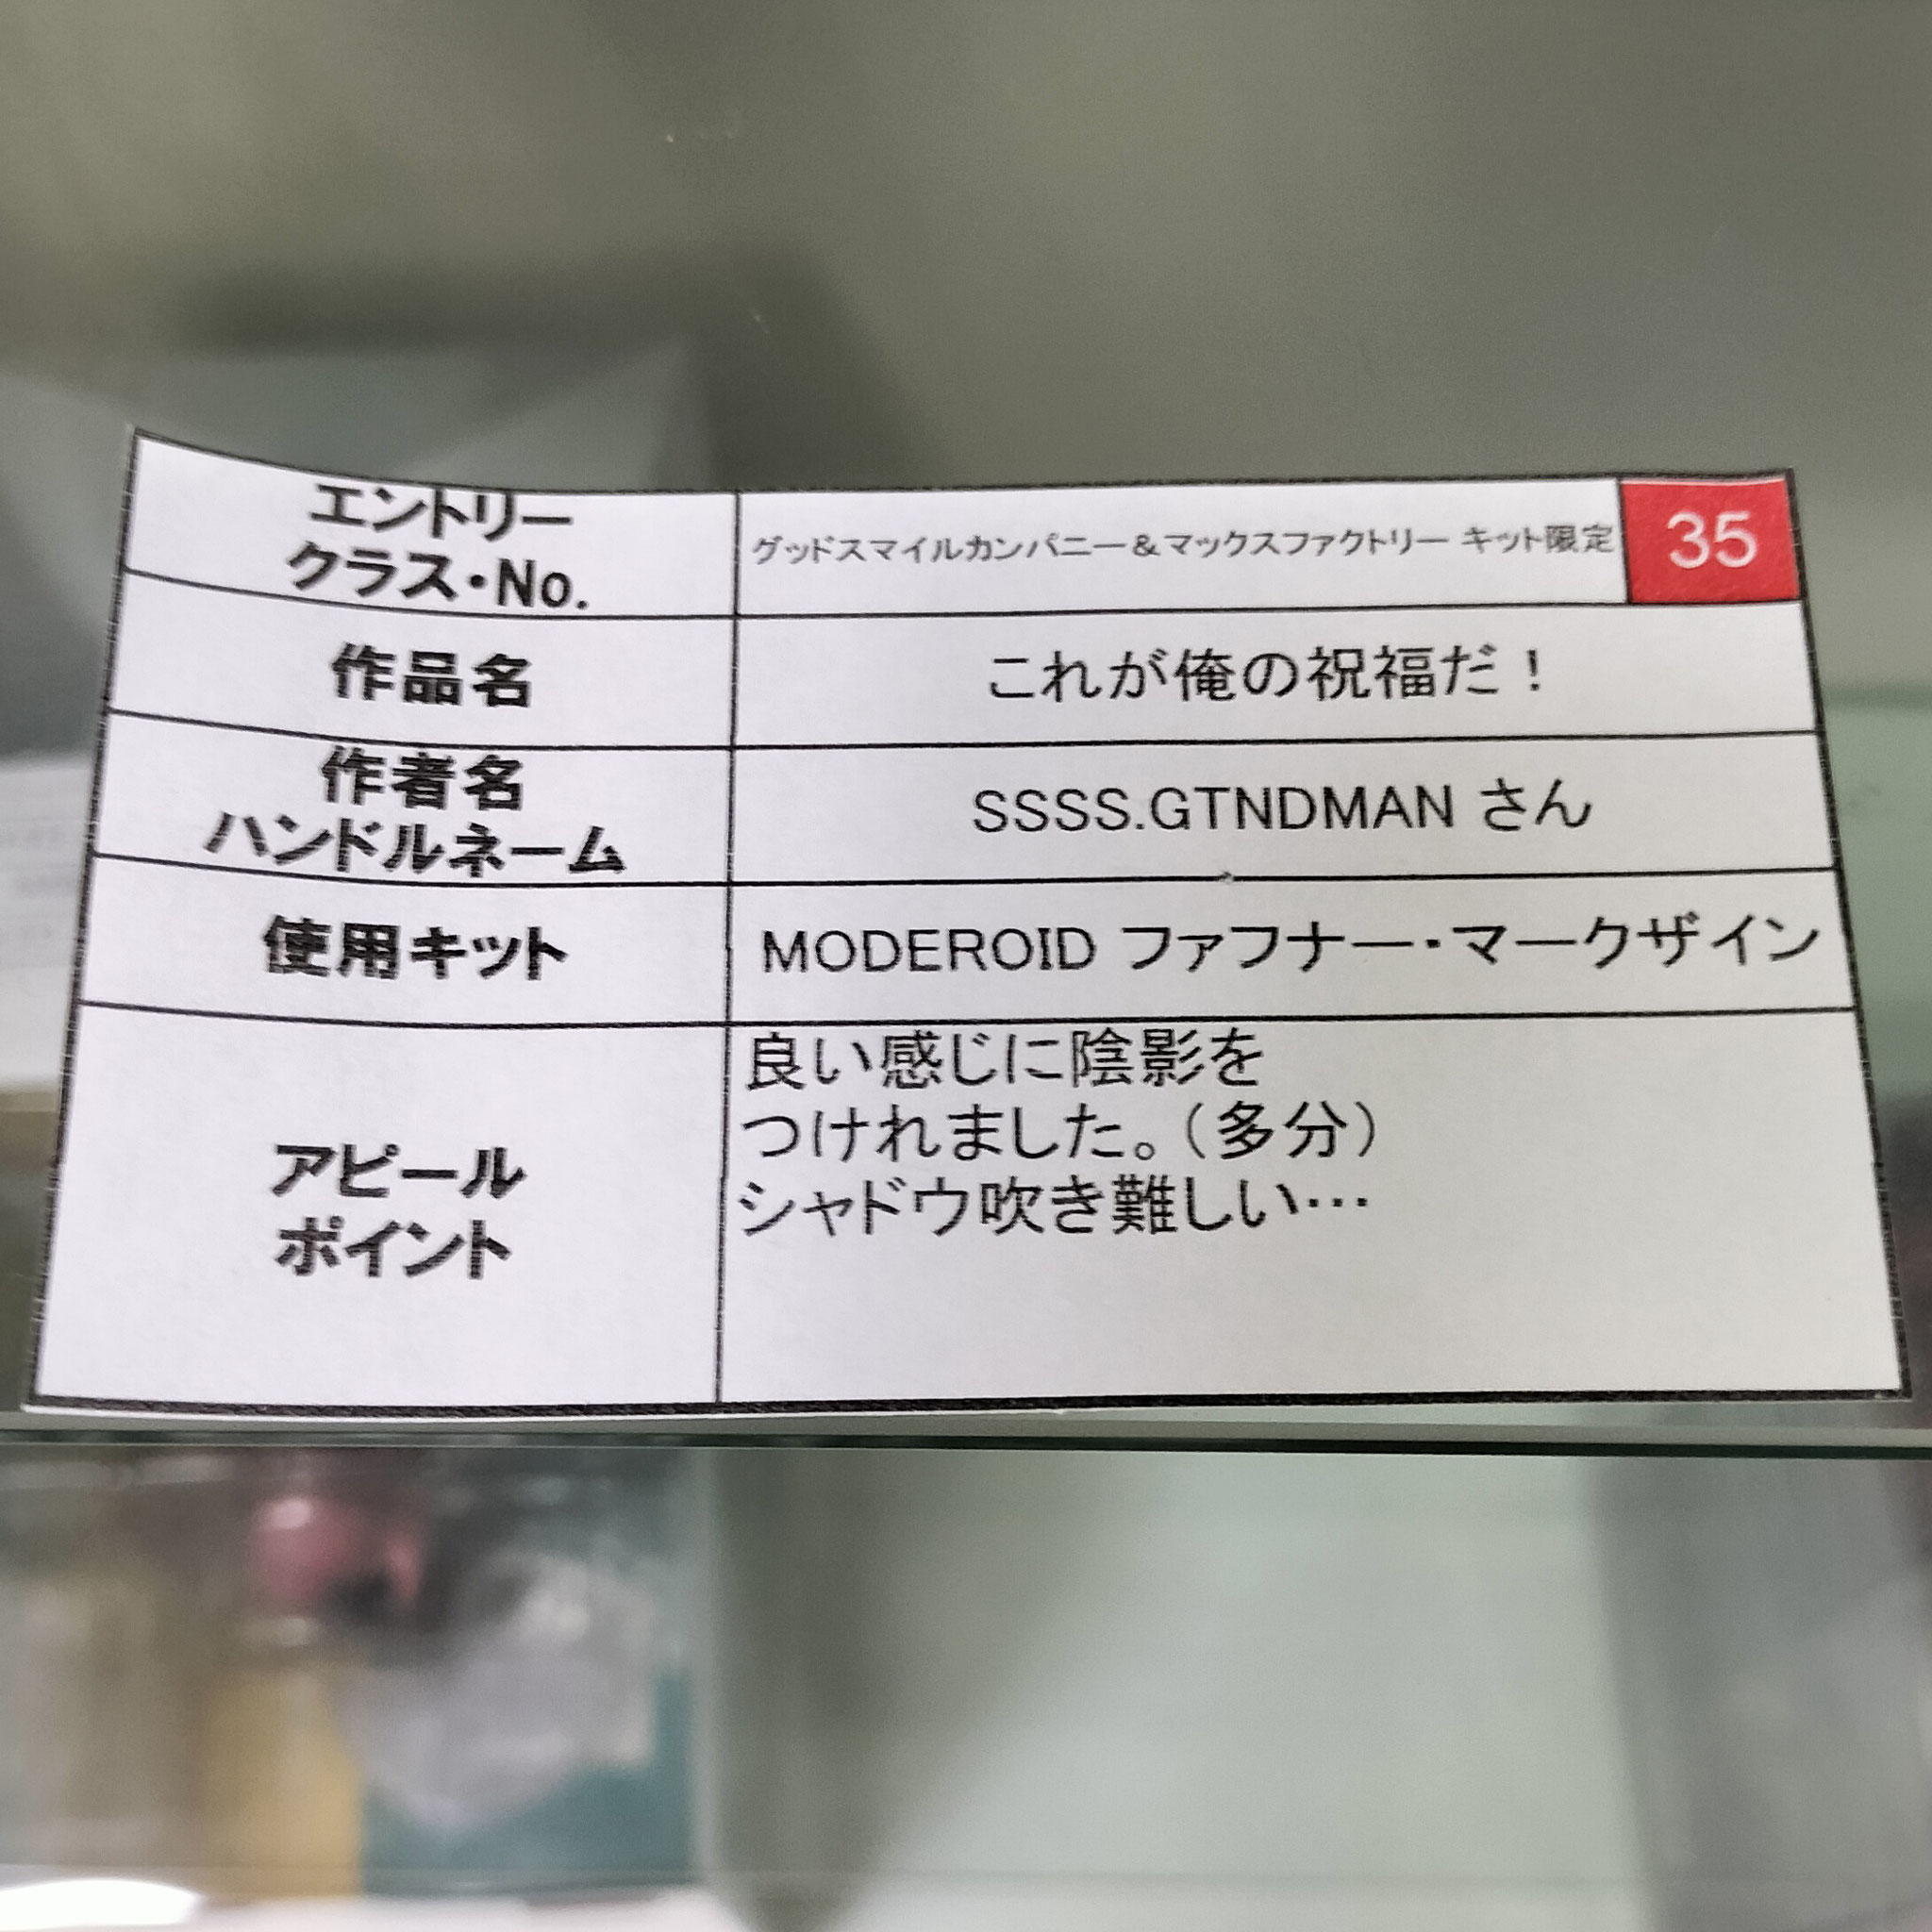 エントリー
クラス・No.
グッドスマイルカンパニー＆マックスファクトリー キット限定
35
作品名
これが俺の祝福だ！
作者名
ハンドルネーム
SSSS.GTNDMAN さん
使用キット
MODEROID ファフナー・マークザイン
アピール
ポイント
良い感じに陰影を
つけれました。（多分）
シャドウ吹き難しい…